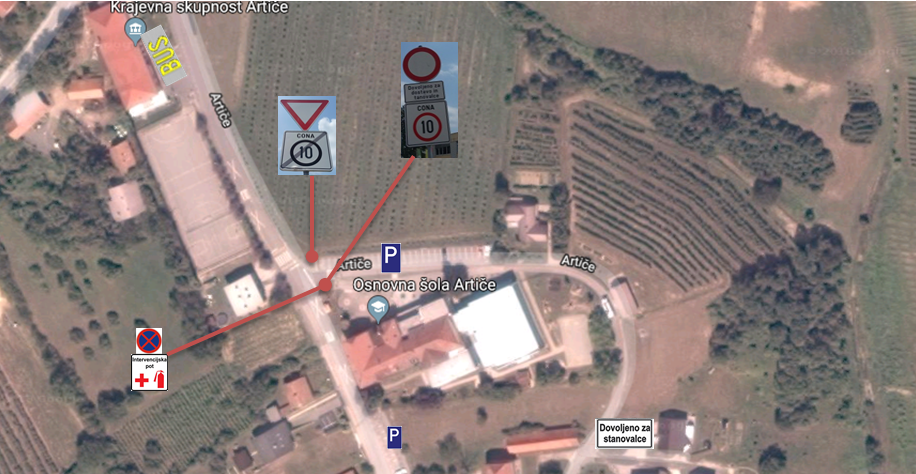 Krajevna skupnost Artiče
BUS
Artiče
CONA
10
Dovoljeno za
dostavo in
stanovalce
CONA
10
Artiče
P
Artiče
Osnovna šola Artiče
Intervencijska
pot
P
Dovoljeno za
stanovalce